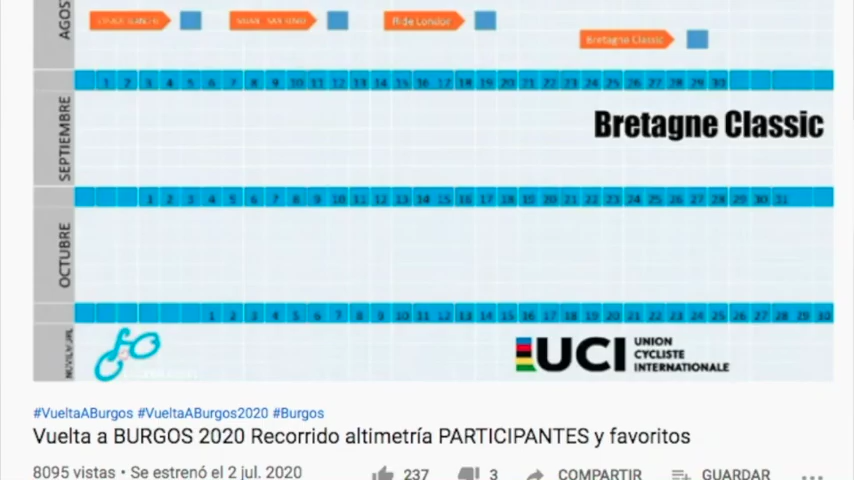 AGOS
Ride London
Bretagne Classic
1 2 3 4 5 6 7 8 9 10 11 12 13 14 15 16 17 18 19 20 21 22 23 24 25 26 27 28 29 30
SEPTIEMBRE
Bretagne Classic
1 2 3 4 5 6 7 8 9 10 11 12 13 14 15 16 17 18 19 20 21 22 23 24 25 26 27 28 29 30 31
OCTUBRE
1 2 3 4 5 6 7 8 9 10 11 12 13 14 15 16 17 18 19 20 21 22 23 24 25 26 27 28 29 30
UCI UNION
CYCLISTE
INTERNATIONALE
#VueltaABurgos #VueltaABurgos2020 #Burgos
Vuelta a BURGOS 2020 Recorrido altimetría PARTICIPANTES y favoritos
8095 vistas • Se estrenó el 2 jul. 2020 237 3 COMPARTIR GUARDAR